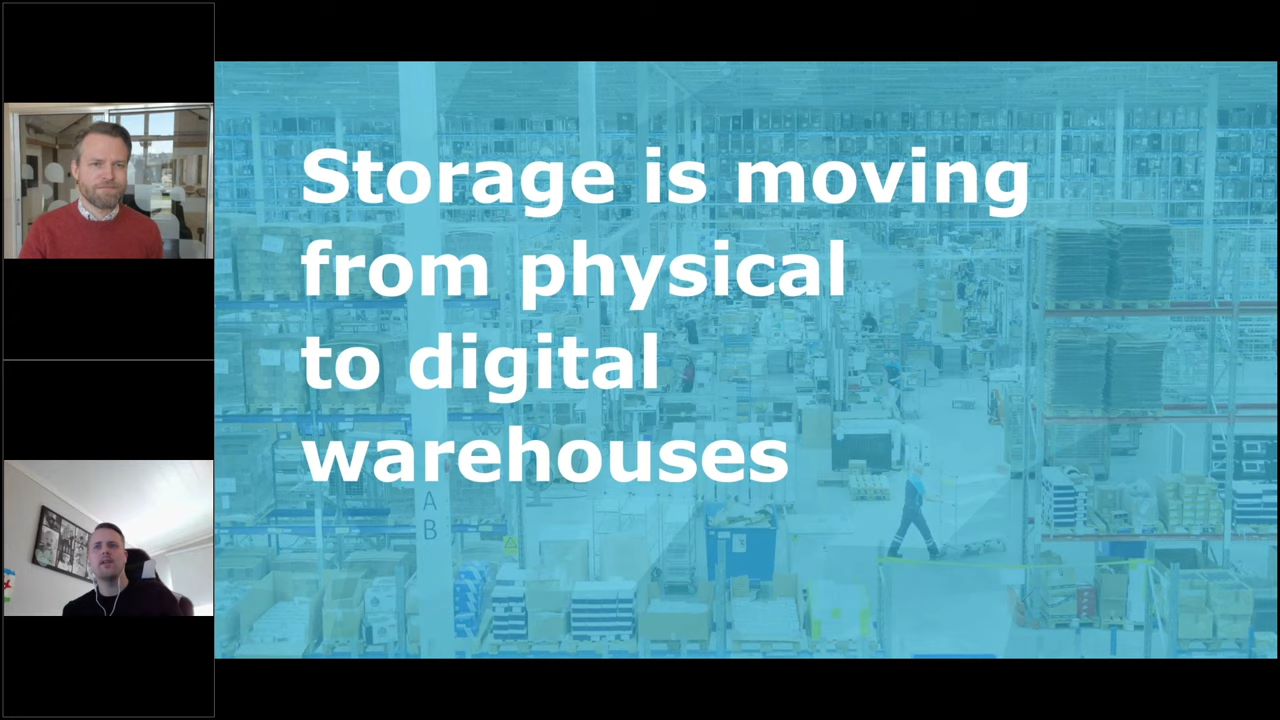 Storage is moving
from physical
to digital
warehouses
A
B